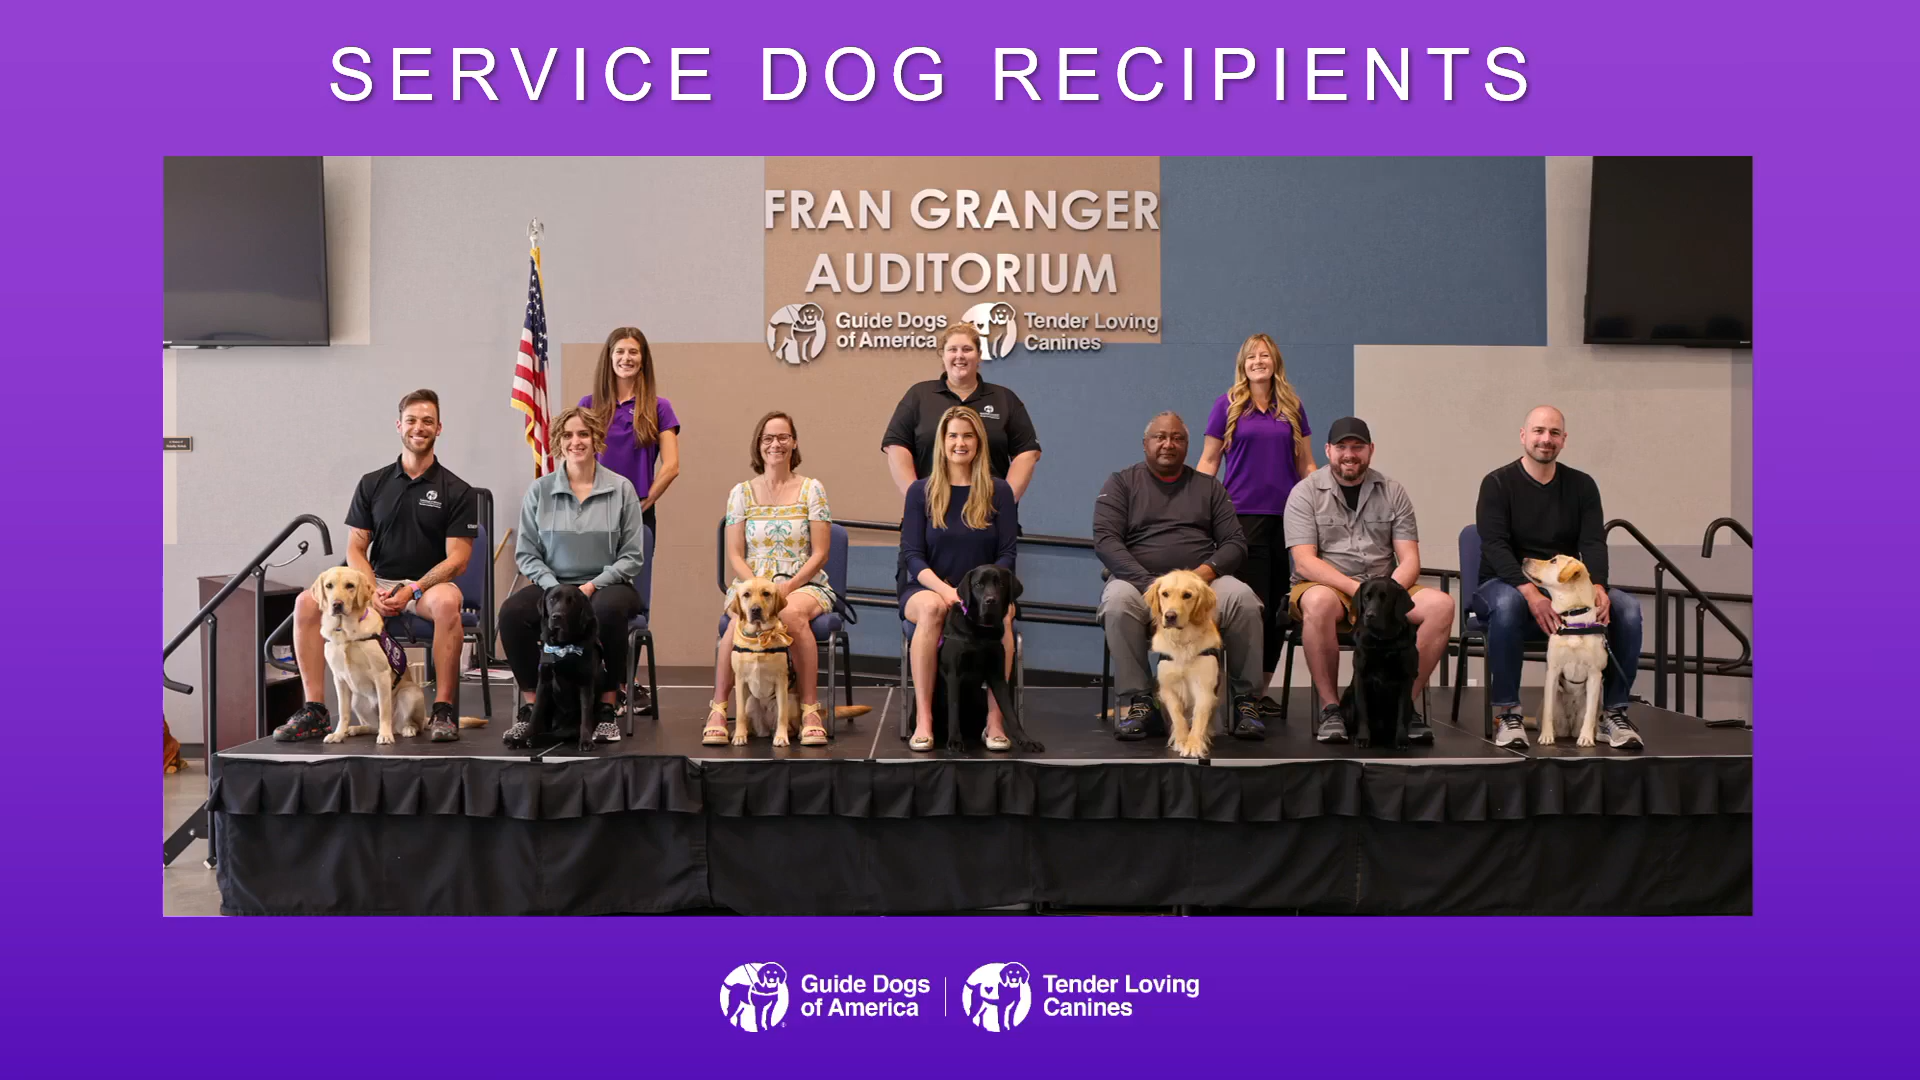 SERVICE DOG RECIPIENTS
FRAN GRANGER
AUDITORIUM
Guide Dogs
of America
Tender Loving
Canines
Guide Dogs
of America
Tender Loving
Canines